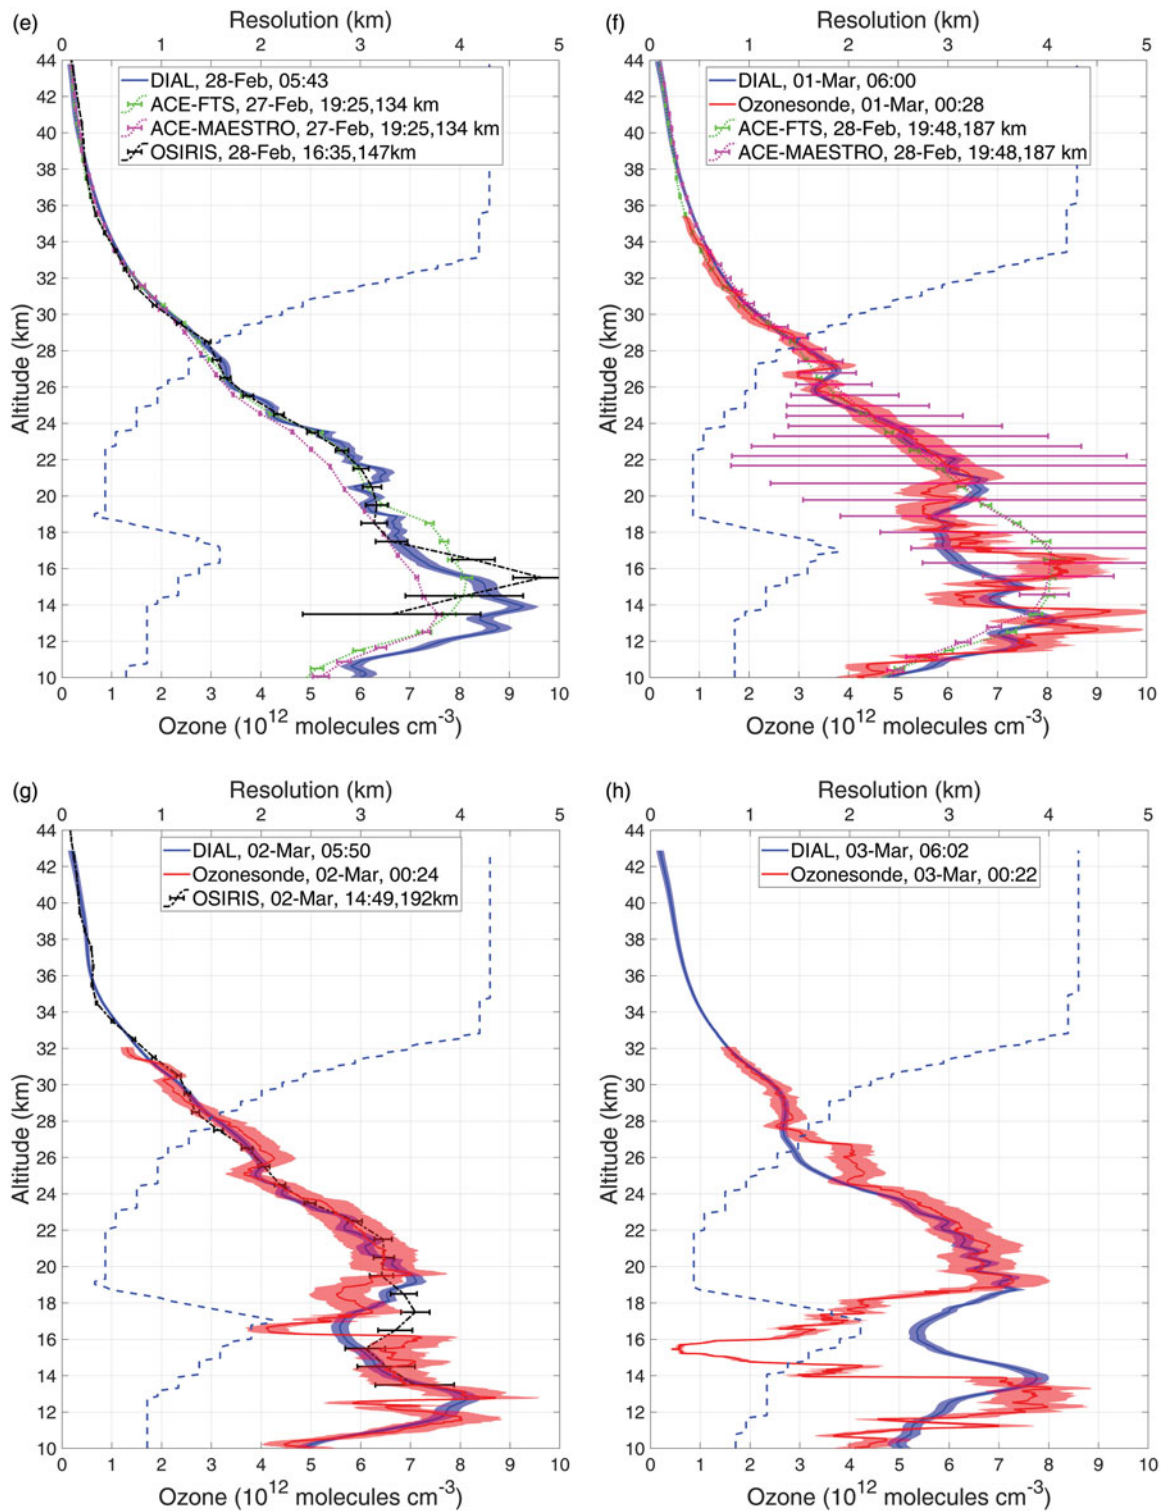 (e)
Resolution (km)
0 1 2 3 4 5
44
42
40
38
36
34
32
30
28
26
24
22
20
18
16
14
12
10
Altitude (km)
DIAL, 28-Feb, 05:43
ACE-FTS, 27-Feb, 19:25,134 km
ACE-MAESTRO, 27-Feb, 19:25,134 km
OSIRIS, 28-Feb, 16:35,147km
0 1 2 3 4 5 6 7 8 9 10
Ozone (10^12 molecules cm^-3)
(f)
Resolution (km)
0 1 2 3 4 5
44
42
40
38
36
34
32
30
28
26
24
22
20
18
16
14
12
10
Altitude (km)
DIAL, 01-Mar, 06:00
Ozonesonde, 01-Mar, 00:28
ACE-FTS, 28-Feb, 19:48,187 km
ACE-MAESTRO, 28-Feb, 19:48,187 km
0 1 2 3 4 5 6 7 8 9 10
Ozone (10^12 molecules cm^-3)
(g)
Resolution (km)
0 1 2 3 4 5
44
42
40
38
36
34
32
30
28
26
24
22
20
18
16
14
12
10
Altitude (km)
DIAL, 02-Mar, 05:50
Ozonesonde, 02-Mar, 00:24
OSIRIS, 02-Mar, 14:49,192km
0 1 2 3 4 5 6 7 8 9 10
Ozone (10^12 molecules cm^-3)
(h)
Resolution (km)
0 1 2 3 4 5
44
42
40
38
36
34
32
30
28
26
24
22
20
18
16
14
12
10
Altitude (km)
DIAL, 03-Mar, 06:02
Ozonesonde, 03-Mar, 00:22
0 1 2 3 4 5 6 7 8 9 10
Ozone (10^12 molecules cm^-3)